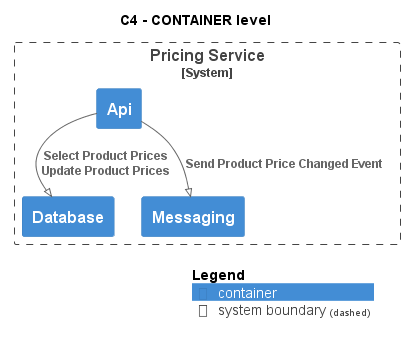 C4 - CONTAINER level
Pricing Service
[System]
Api
Select Product Prices
Update Product Prices
Send Product Price Changed Event
Database
Messaging
Legend
container
system boundary (dashed)